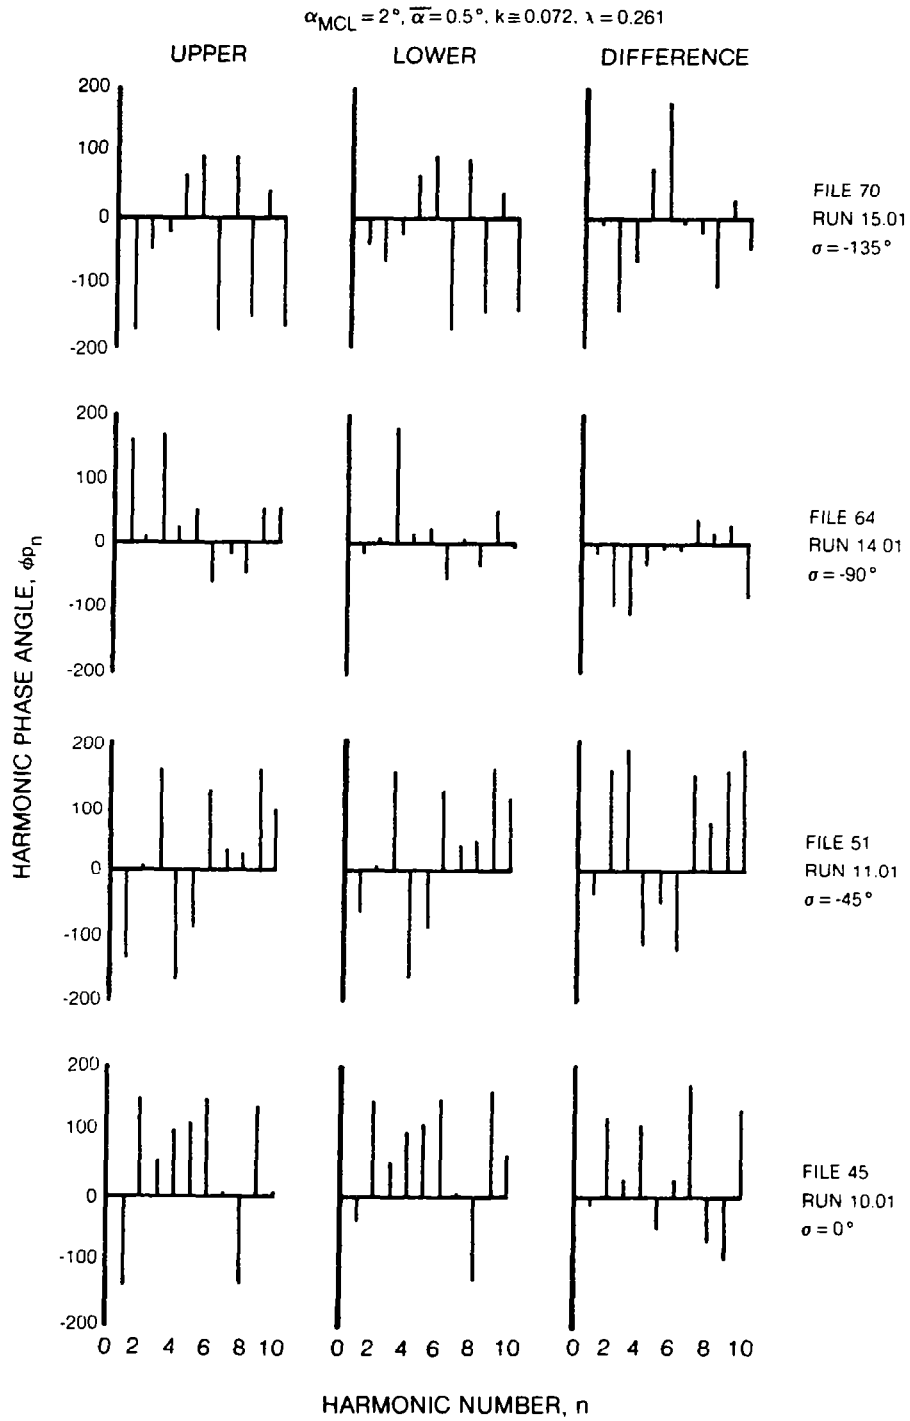 αMCL = 2°, α̅ = 0.5°, k ≅ 0.072, λ = 0.261
UPPER LOWER DIFFERENCE
HARMONIC PHASE ANGLE, ϕpn
200
100
0
-100
-200
FILE 70
RUN 15.01
σ = -135°
200
100
0
-100
-200
FILE 64
RUN 14 01
σ = -90°
200
100
0
-100
-200
FILE 51
RUN 11.01
σ = -45°
200
100
0
-100
-200
FILE 45
RUN 10.01
σ = 0°
0 2 4 6 8 10 0 2 4 6 8 10 0 2 4 6 8 10
HARMONIC NUMBER, n